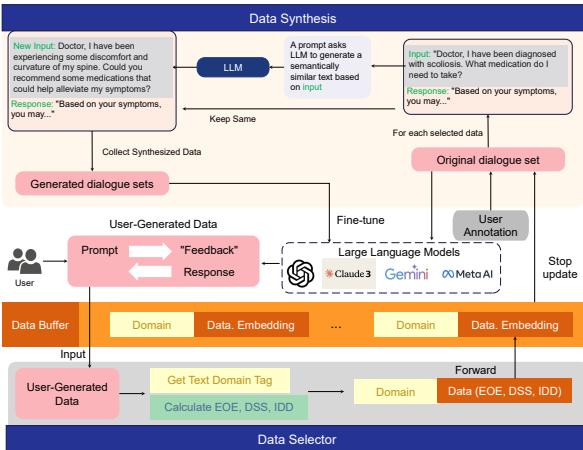 Data Synthesis
New Input: Doctor, I have been
experiencing some discomfort and
curvature of my spine. Could you
recommend some medications that
could help alleviate my symptoms?
Response: "Based on your symptoms,
you may..."
LLM
A prompt asks
LLM to generate a
semantically
similar text based
on input
Input: "Doctor, I have been diagnosed
with scoliosis. What medication do I
need to take?
Response: "Based on your symptoms,
you may..."
Keep Same
For each selected data
Collect Synthesized Data
Original dialogue set
Generated dialogue sets
User-Generated Data
Fine-tune
User
Annotation
Prompt
"Feedback"
Response
User
Large Language Models
Claude 3
Gemini
Meta AI
Stop
update
Data Buffer
Domain
Data. Embedding
...
Domain
Data. Embedding
Input
Forward
User-Generated
Data
Get Text Domain Tag
Calculate EOE, DSS, IDD
Domain
Data (EOE, DSS, IDD)
Data Selector